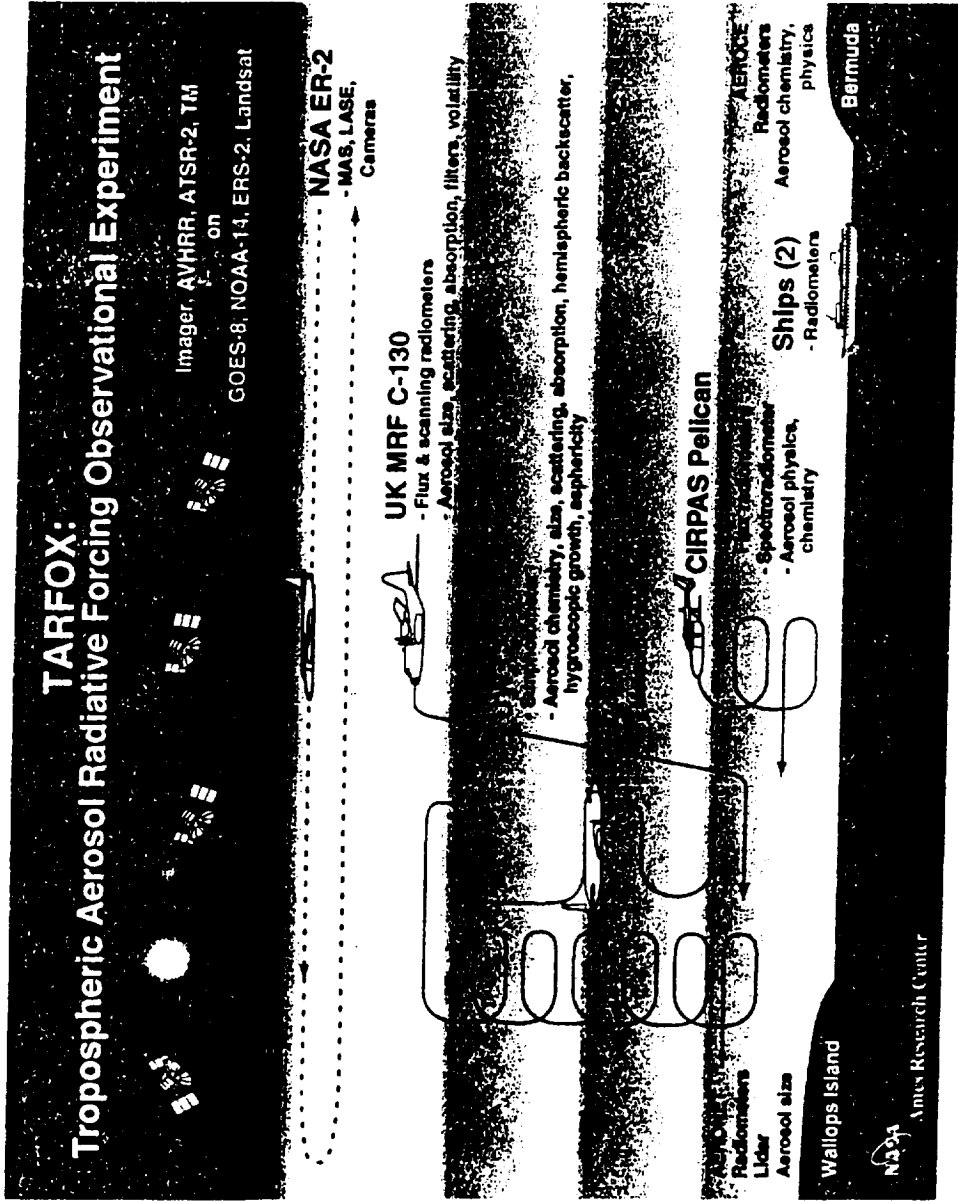 TARFOX:
Tropospheric Aerosol Radiative Forcing Observational Experiment
Imager, AVHRR, ATSR-2, TM
on
GOES-8, NOAA-14, ERS-2, Landsat
NASA ER-2
- MAS, LASE,
Cameras
UK MRF C-130
- Flux & scanning radiometers
- Aerosol size, scattering, absorption, filters, volatility
- Aerosol chemistry, size, scattering, absorption, hemispheric backscatter,
hygroscopic growth, asphericity
CIRPAS Pelican
- Spectroradiometer
- Aerosol physics,
chemistry
Ships (2)
- Radiometers
AEROCE
Radiometers
Aerosol chemistry,
physics
Bermuda
Radiometers
Lidar
Aerosol size
Wallops Island
NASA
Ames Research Center